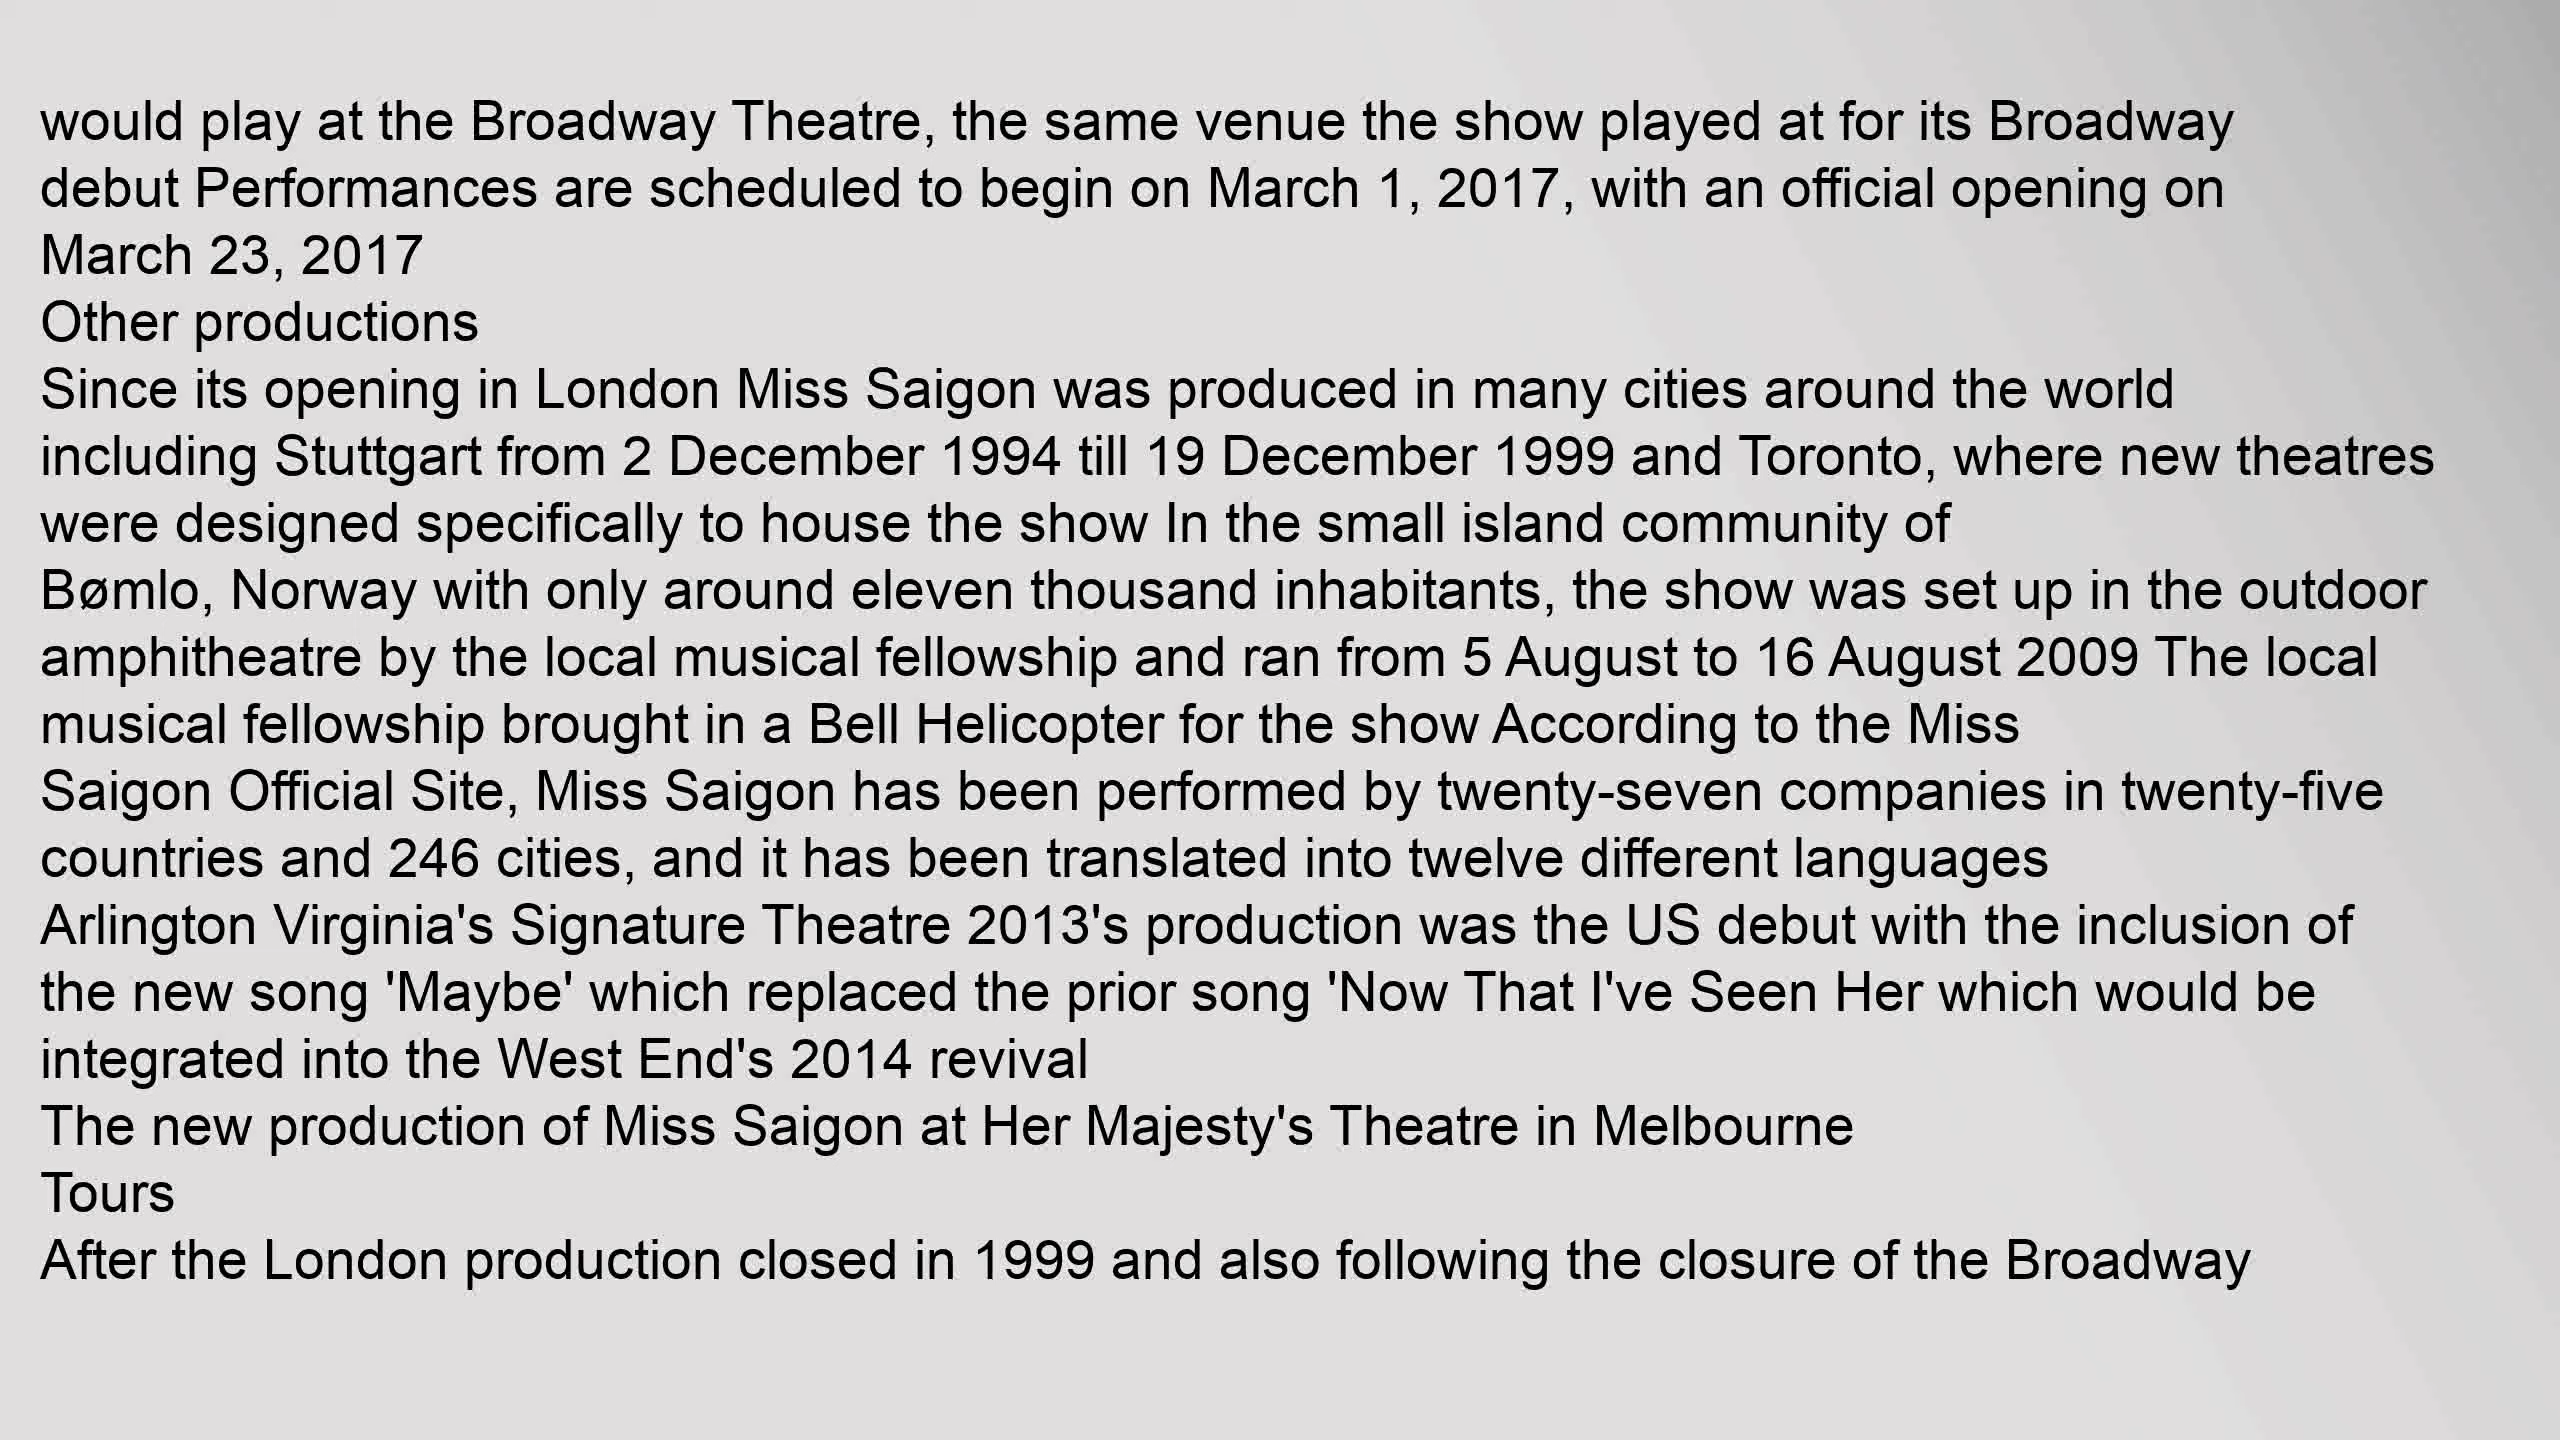 would play at the Broadway Theatre, the same venue the show played at for its Broadway
debut Performances are scheduled to begin on March 1, 2017, with an official opening on
March 23, 2017
Other productions
Since its opening in London Miss Saigon was produced in many cities around the world
including Stuttgart from 2 December 1994 till 19 December 1999 and Toronto, where new theatres
were designed specifically to house the show In the small island community of
Bømlo, Norway with only around eleven thousand inhabitants, the show was set up in the outdoor
amphitheatre by the local musical fellowship and ran from 5 August to 16 August 2009 The local
musical fellowship brought in a Bell Helicopter for the show According to the Miss
Saigon Official Site, Miss Saigon has been performed by twenty-seven companies in twenty-five
countries and 246 cities, and it has been translated into twelve different languages
Arlington Virginia's Signature Theatre 2013's production was the US debut with the inclusion of
the new song 'Maybe' which replaced the prior song 'Now That I've Seen Her which would be
integrated into the West End's 2014 revival
The new production of Miss Saigon at Her Majesty's Theatre in Melbourne
Tours
After the London production closed in 1999 and also following the closure of the Broadway